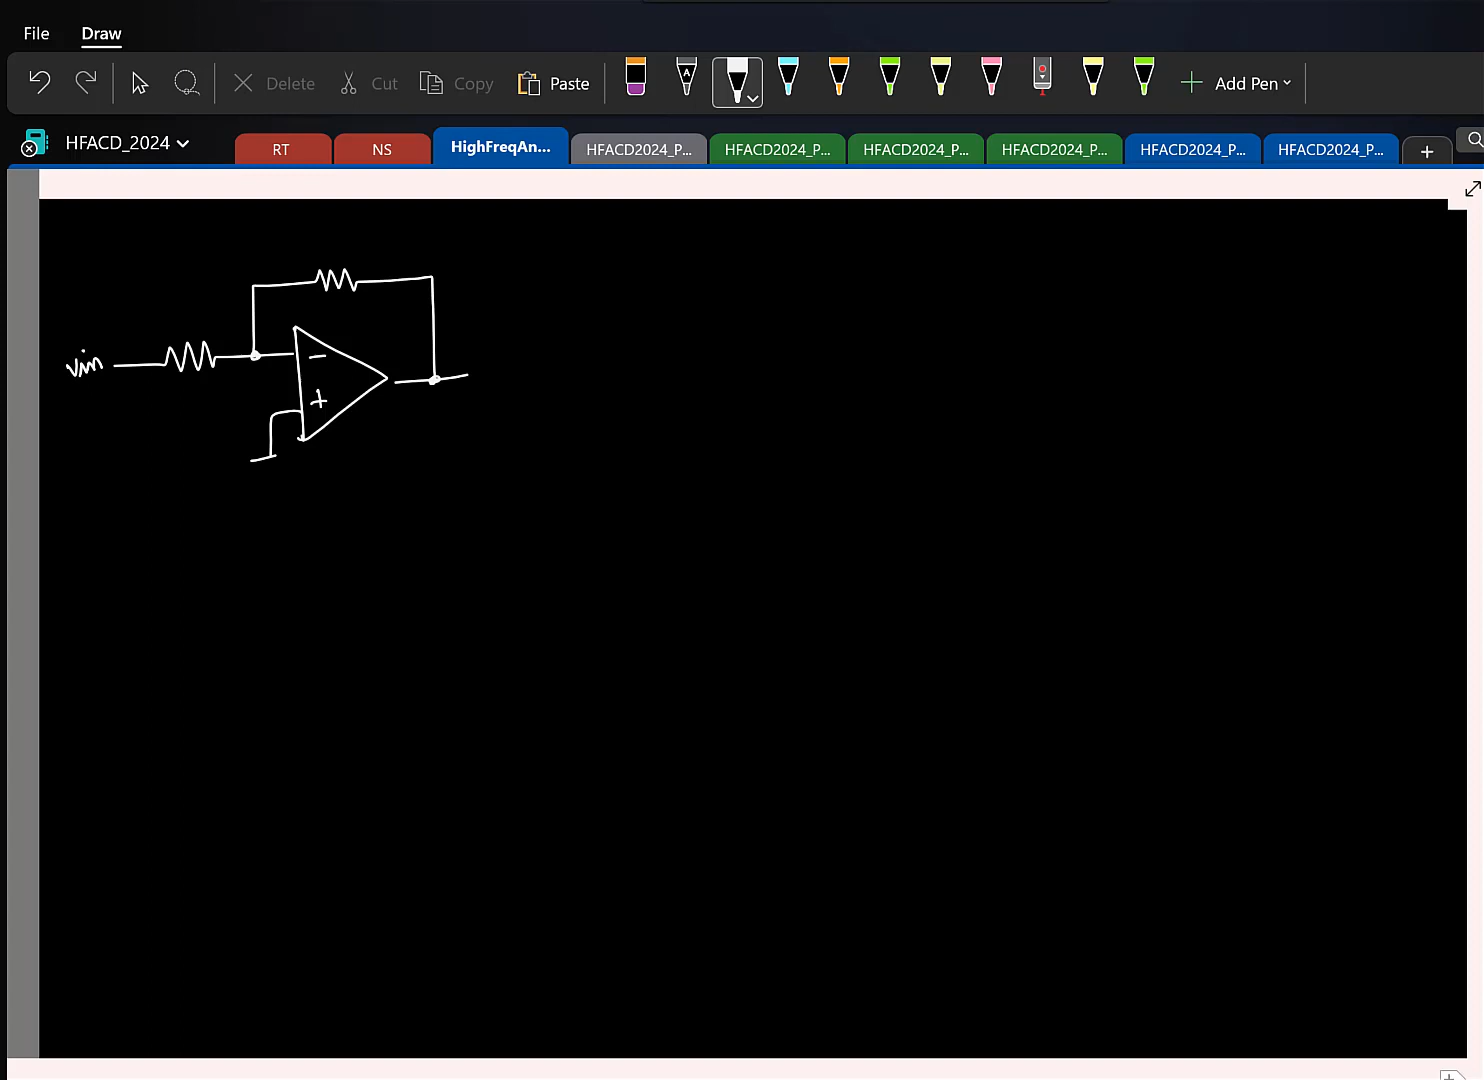 File Draw
Delete Cut Copy Paste A Add Pen
HFACD_2024 RT NS HighFreqAn... HFACD2024_P... HFACD2024_P... HFACD2024_P... HFACD2024_P... HFACD2024_P... HFACD2024_P... +
vin
−
+